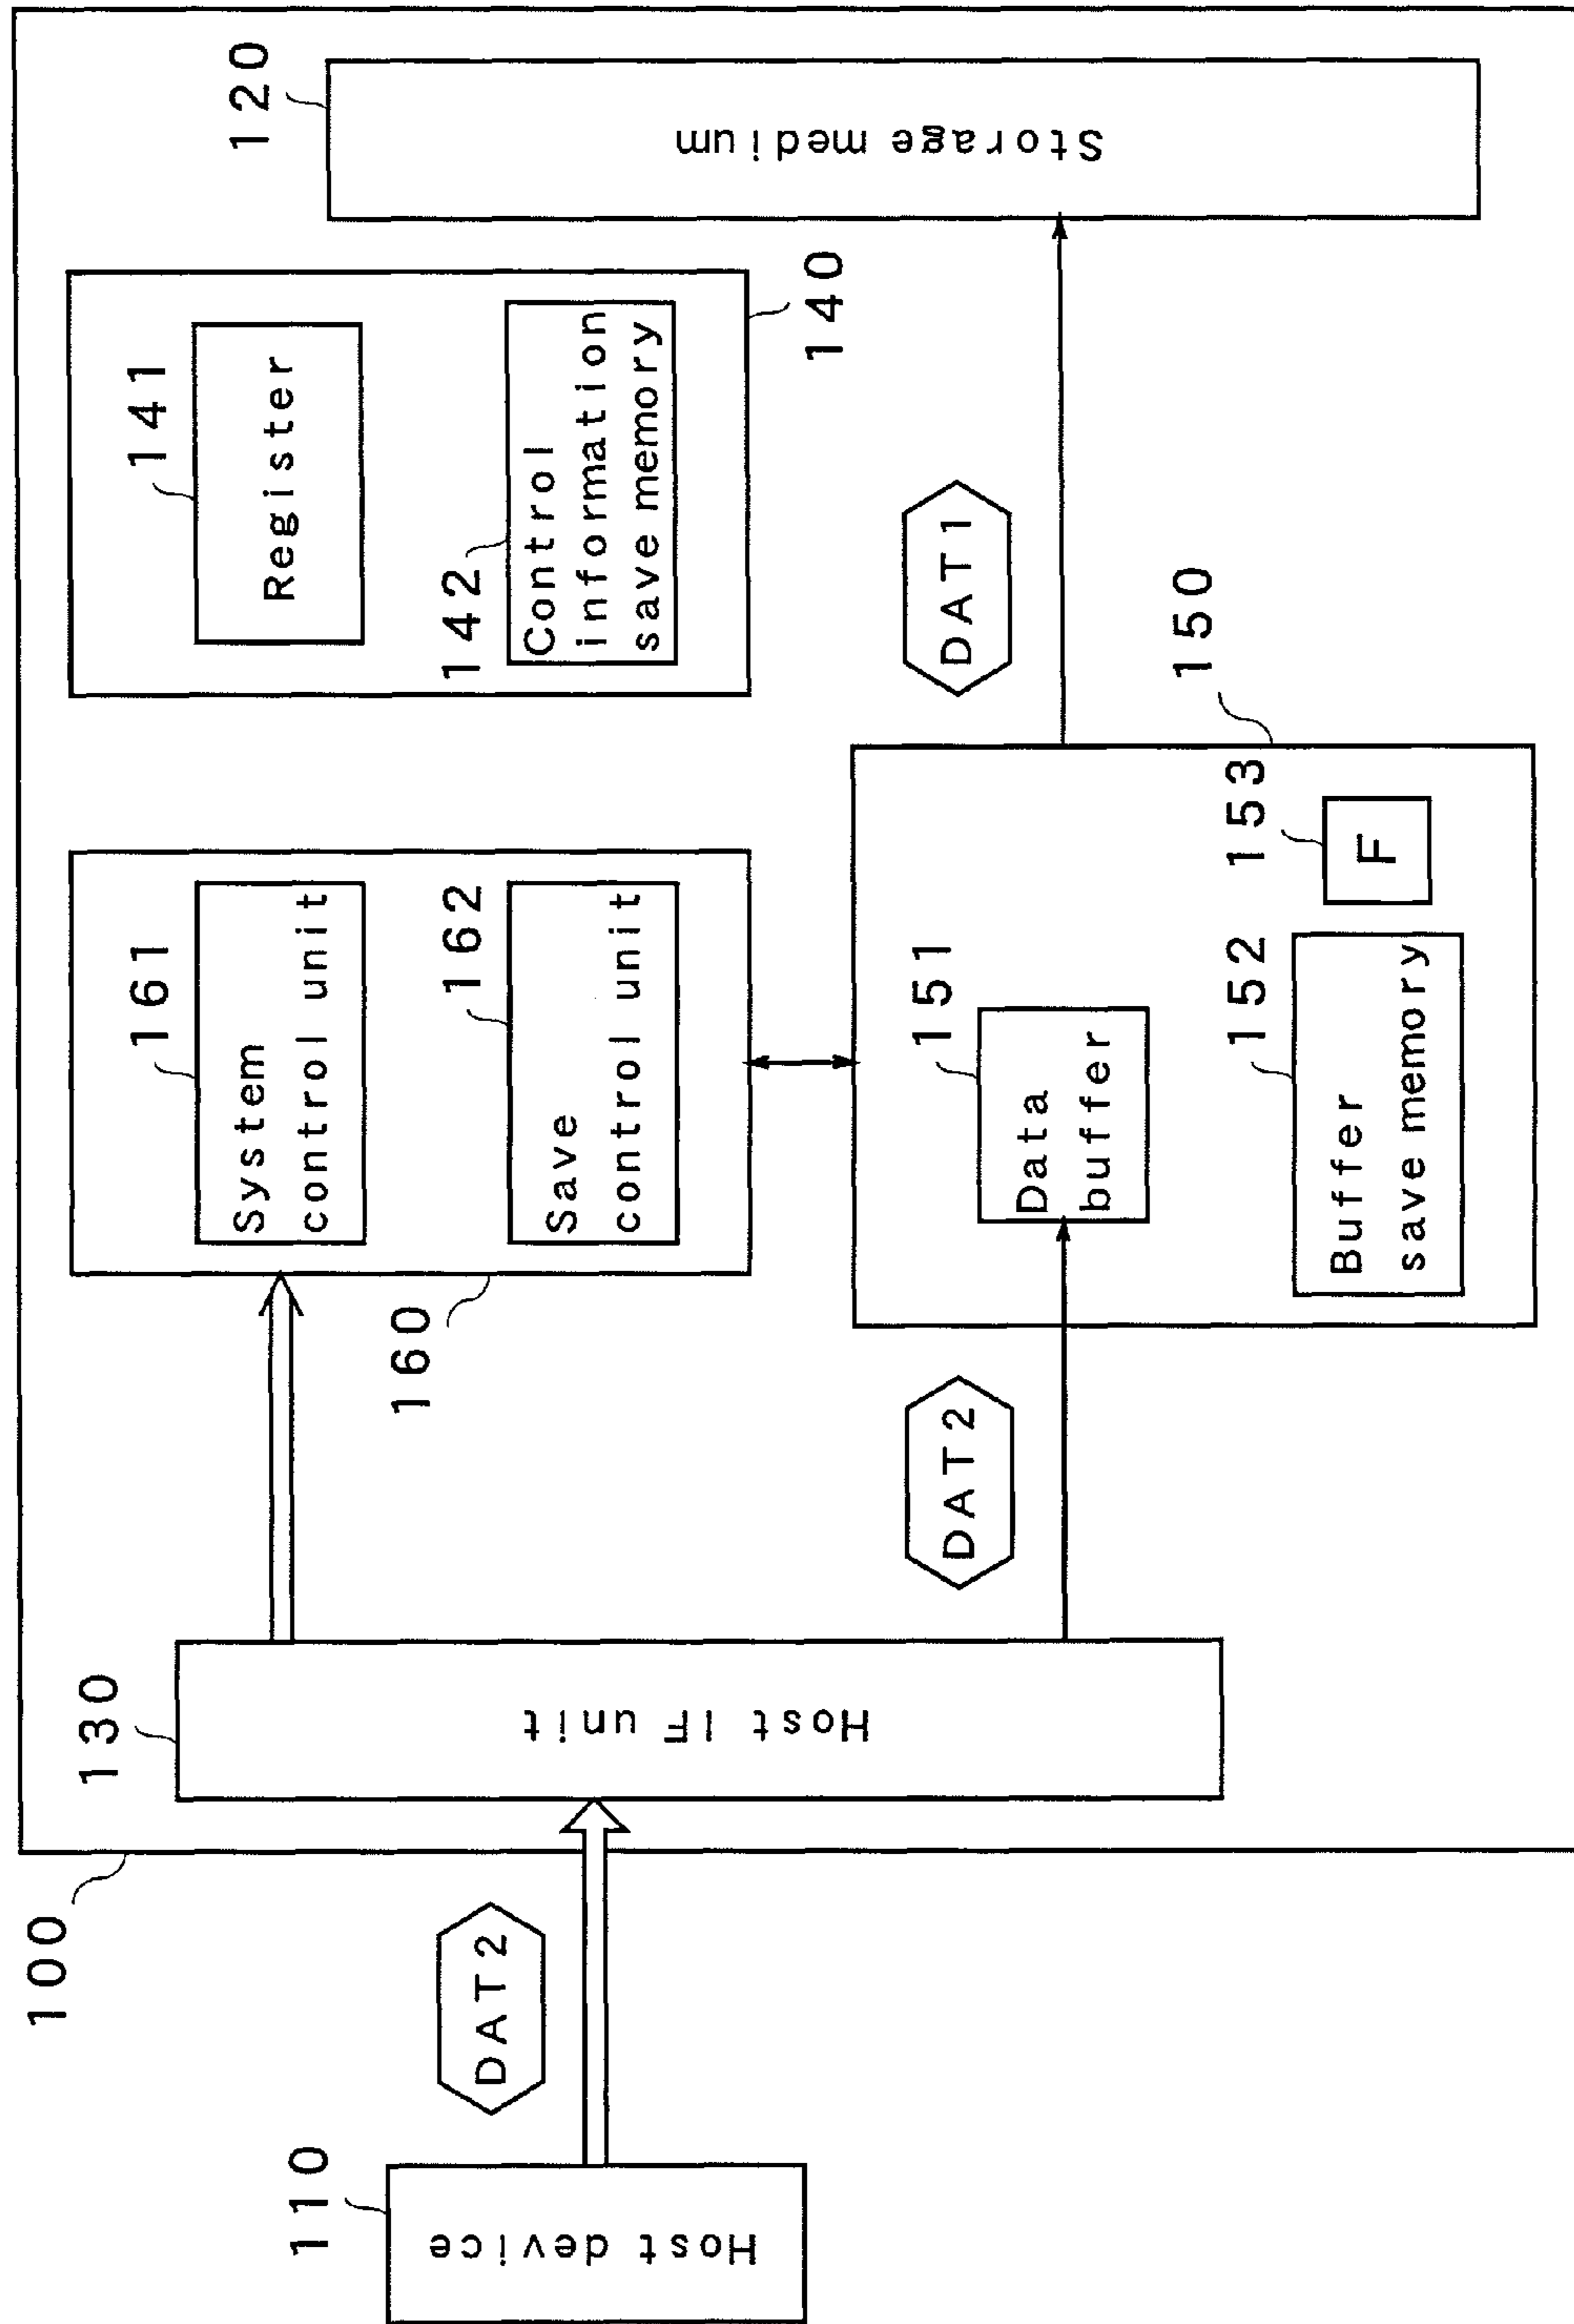 100
110
Host device
DAT2
130
Host IF unit
160
161
System
control unit
162
Save
control unit
140
141
Register
142
Control
information
save memory
120
Storage medium
DAT2
150
151
Data
buffer
152
Buffer
save memory
153
F
DAT1